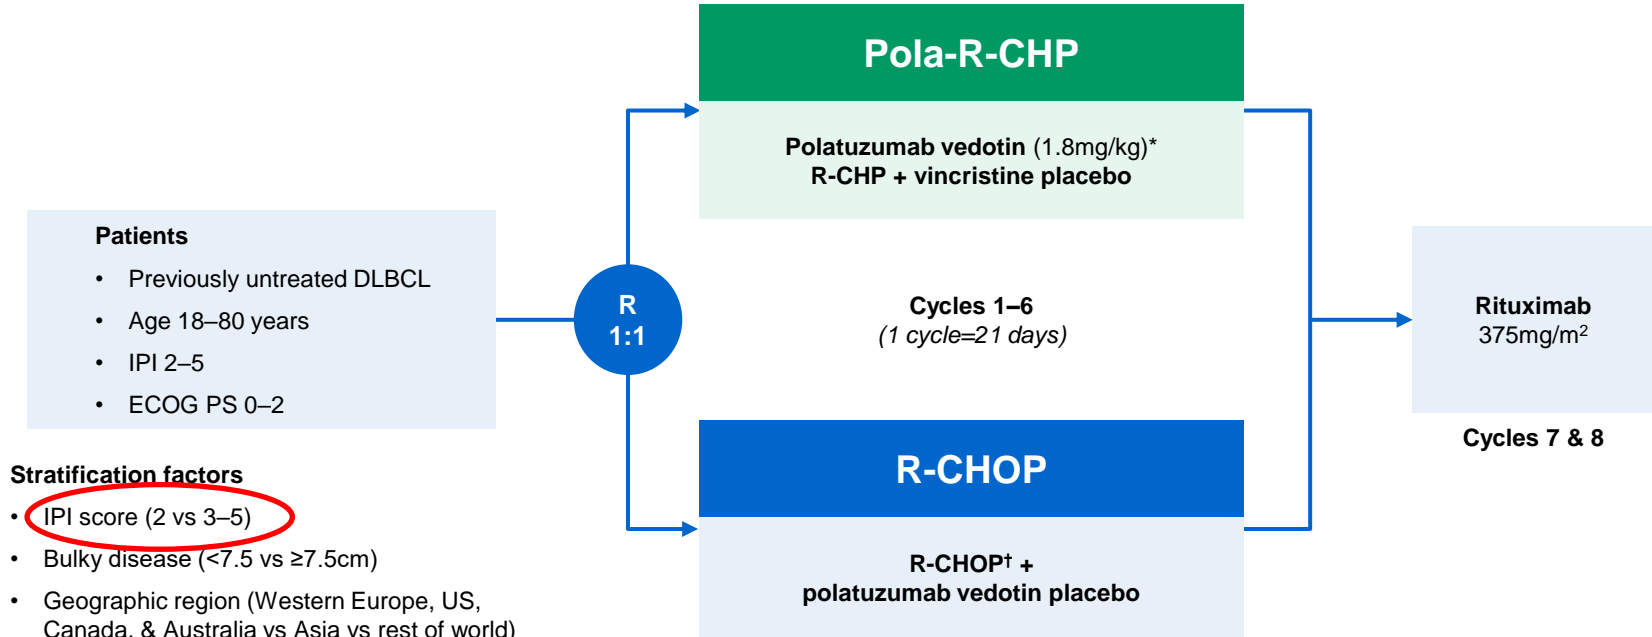 Pola-R-CHP
Polatuzumab vedotin (1.8mg/kg)*
R-CHP + vincristine placebo
Patients
• Previously untreated DLBCL
• Age 18–80 years
• IPI 2–5
• ECOG PS 0–2
R
1:1
Cycles 1–6
(1 cycle=21 days)
Rituximab
375mg/m²
Cycles 7 & 8
Stratification factors
• IPI score (2 vs 3–5)
• Bulky disease (<7.5 vs ≥7.5cm)
• Geographic region (Western Europe, US,
Canada, & Australia vs Asia vs rest of world)
R-CHOP
R-CHOP† +
polatuzumab vedotin placebo